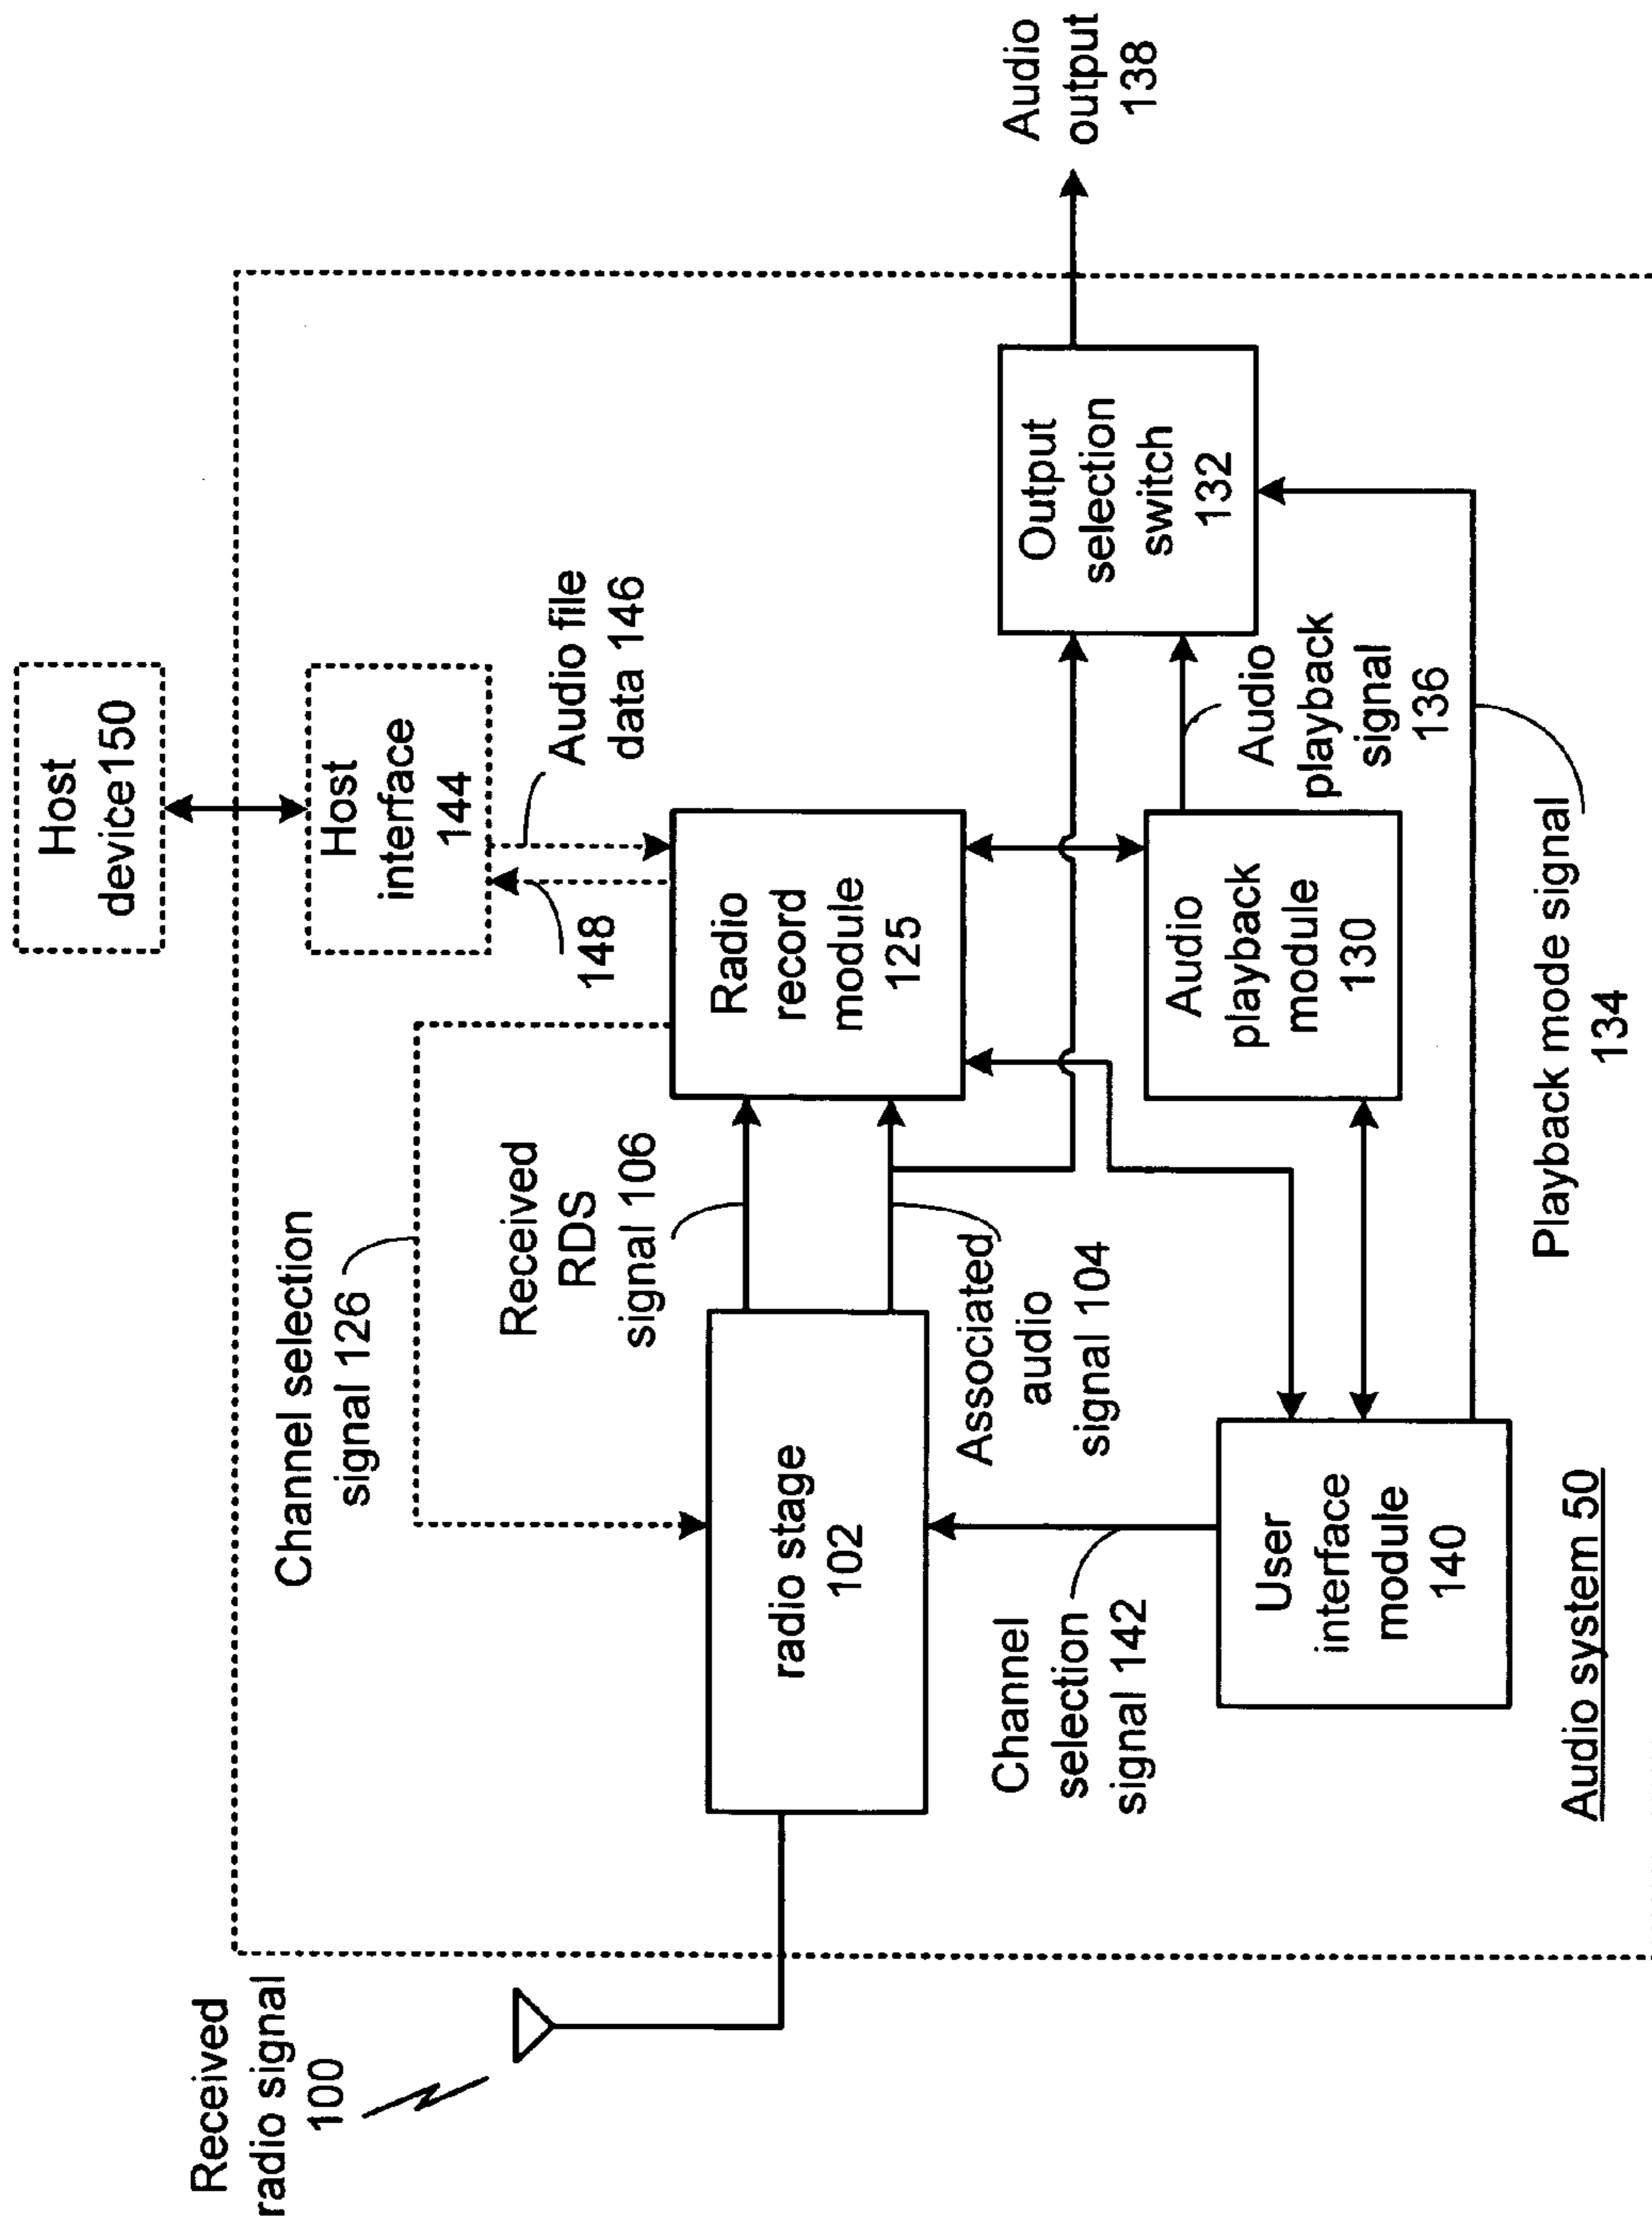 Received
radio signal
100
Host
device150
Host
interface
144
Channel selection
signal 126
148
Audio file
data 146
Received
RDS
signal 106
Radio
record
module
125
radio stage
102
Associated
audio
signal 104
Output
selection
switch
132
Audio
output
138
Channel
selection
signal 142
User
interface
module
140
Audio
playback
module
130
Audio
playback
signal
136
Playback mode signal
134
Audio system 50